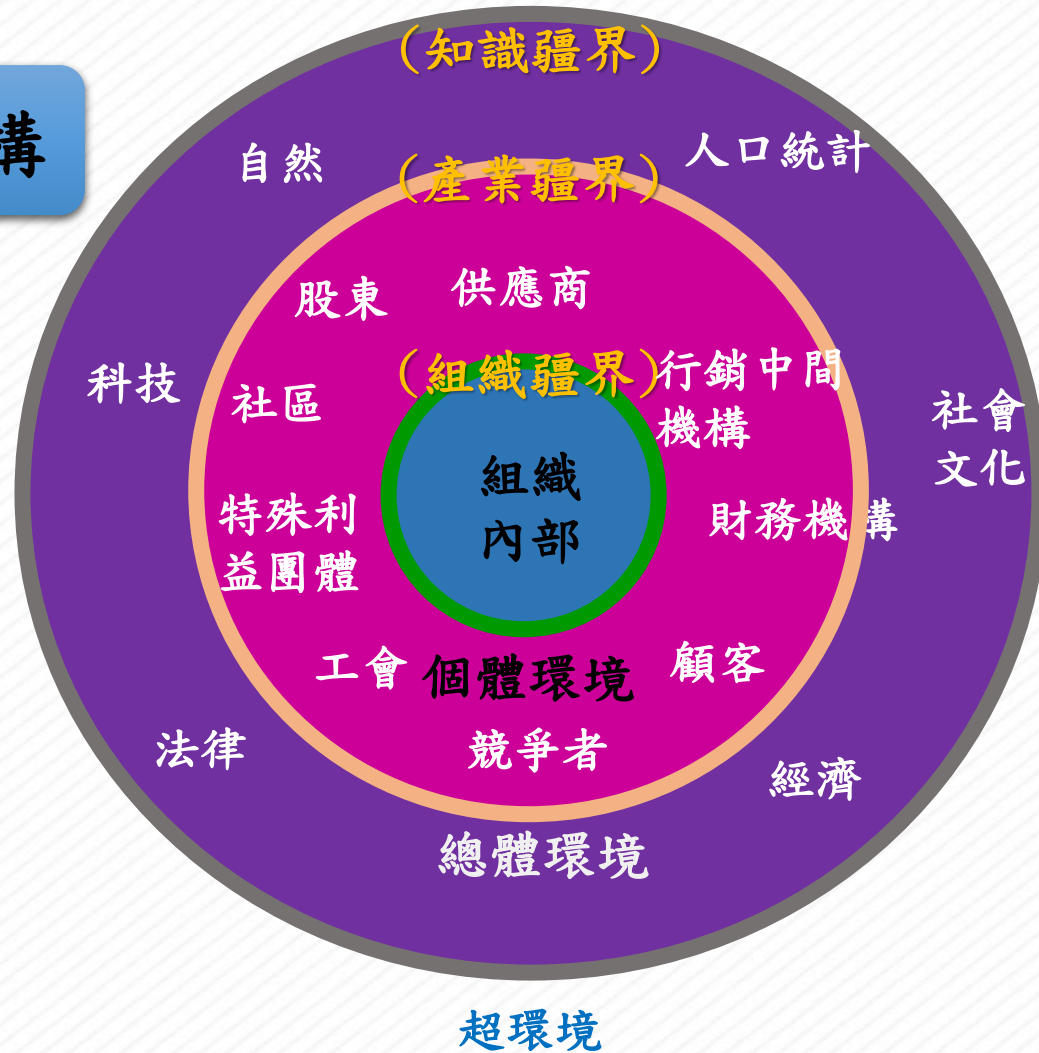 (知識疆界)
構
自然
人口統計
(產業疆界)
股東
供應商
(組織疆界)
行銷中間
機構
科技
社區
社會
文化
組織
內部
特殊利
益團體
財務機構
工會
個體環境
顧客
法律
競爭者
經濟
總體環境
超環境